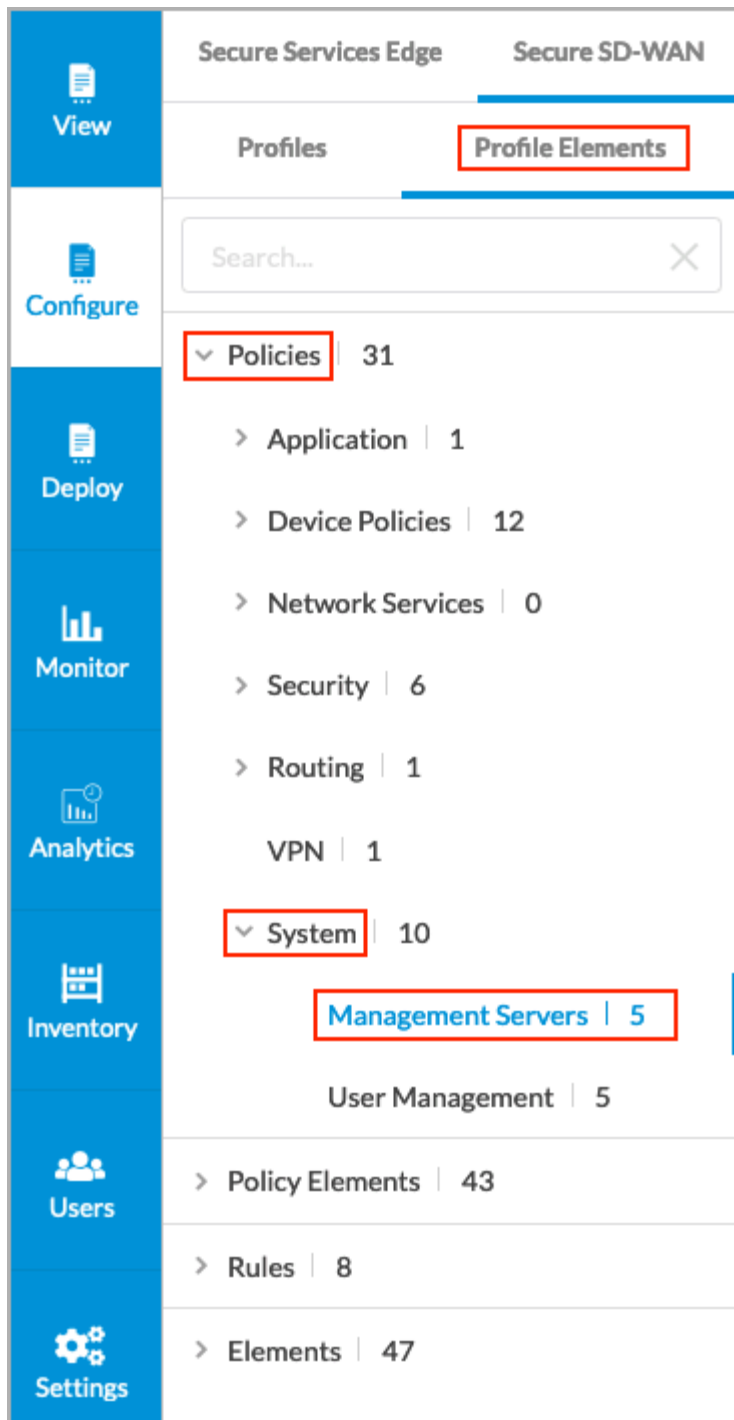 View
Configure
Deploy
Monitor
Analytics
Inventory
Users
Settings
Secure Services Edge Secure SD-WAN
Profiles Profile Elements
Search...
Policies 31
Application 1
Device Policies 12
Network Services 0
Security 6
Routing 1
VPN 1
System 10
Management Servers 5
User Management 5
Policy Elements 43
Rules 8
Elements 47